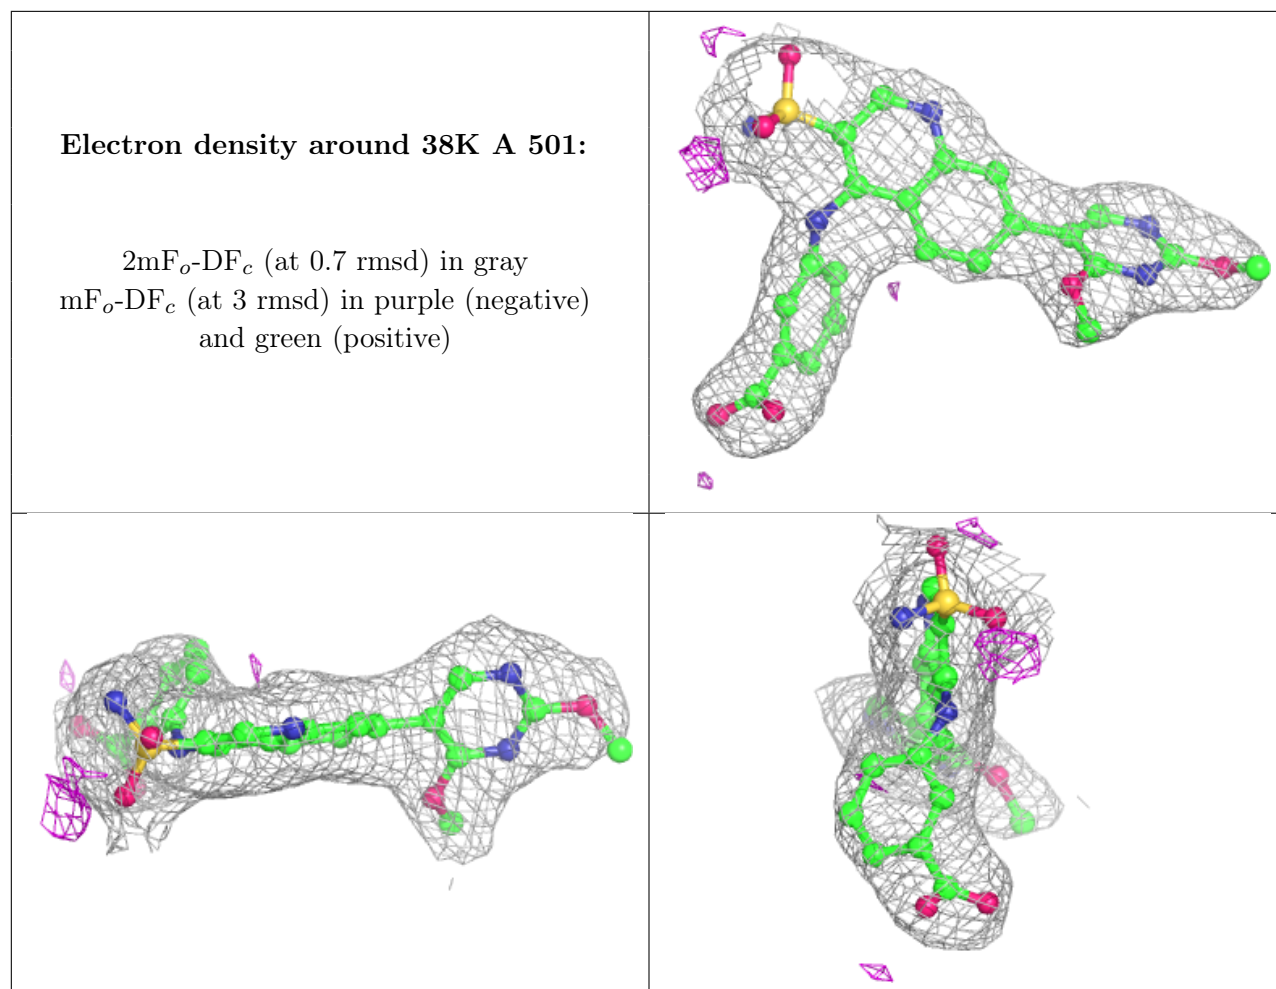 Electron density around 38K A 501:
2mFo-DFc (at 0.7 rmsd) in gray
mFo-DFc (at 3 rmsd) in purple (negative)
and green (positive)